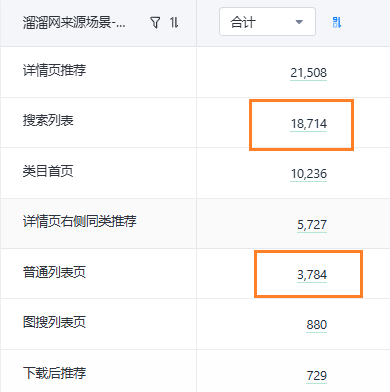 溜溜网来源场景-... 合计
详情页推荐 21,508
搜索列表 18,714
类目首页 10,236
详情页右侧同类推荐 5,727
普通列表页 3,784
图搜列表页 880
下载后推荐 729